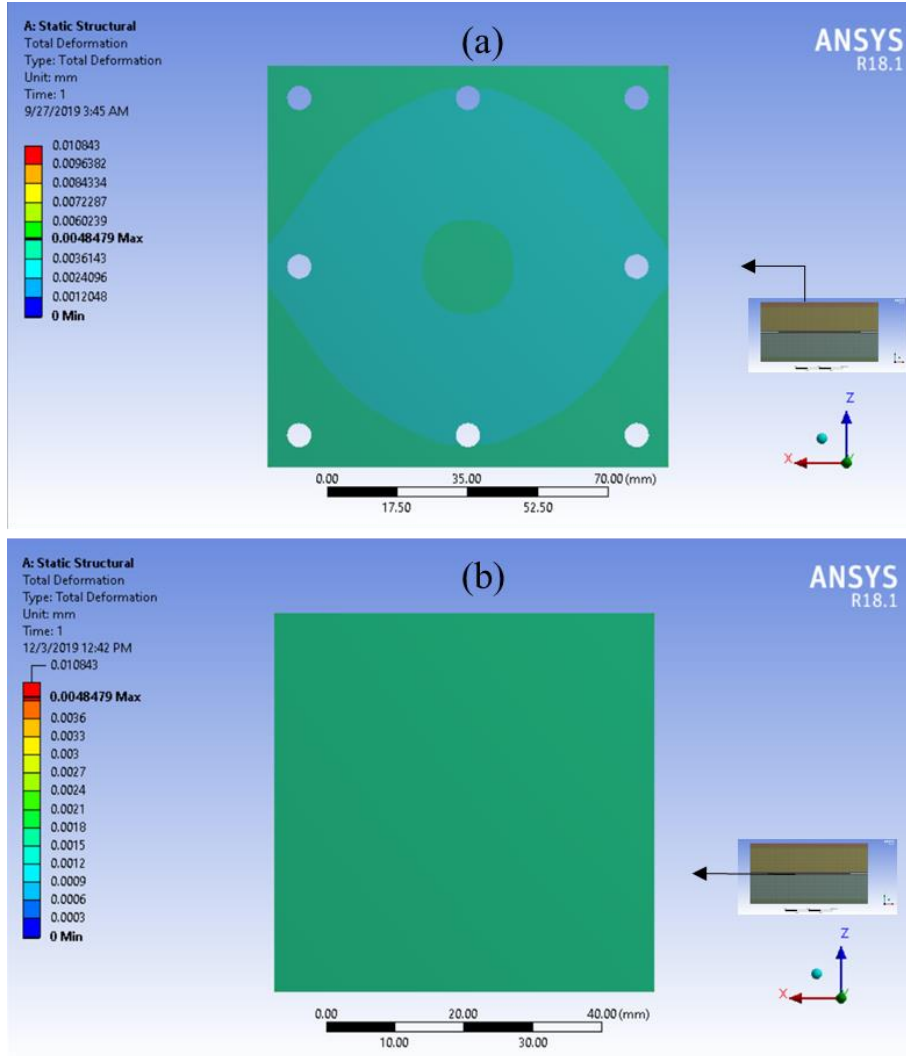 A: Static Structural
Total Deformation
Type: Total Deformation
Unit: mm
Time: 1
9/27/2019 3:45 AM
(a)
ANSYS
R18.1
0.010843
0.0096382
0.0084334
0.0072287
0.0060239
0.0048479 Max
0.0036143
0.0024096
0.0012048
0 Min
Z
X
0.00 35.00 70.00 (mm)
17.50 52.50
A: Static Structural
Total Deformation
Type: Total Deformation
Unit: mm
Time: 1
12/3/2019 12:42 PM
(b)
ANSYS
R18.1
0.010843
0.0048479 Max
0.0036
0.0033
0.003
0.0027
0.0024
0.0021
0.0018
0.0015
0.0012
0.0009
0.0006
0.0003
0 Min
Z
X
0.00 20.00 40.00 (mm)
10.00 30.00